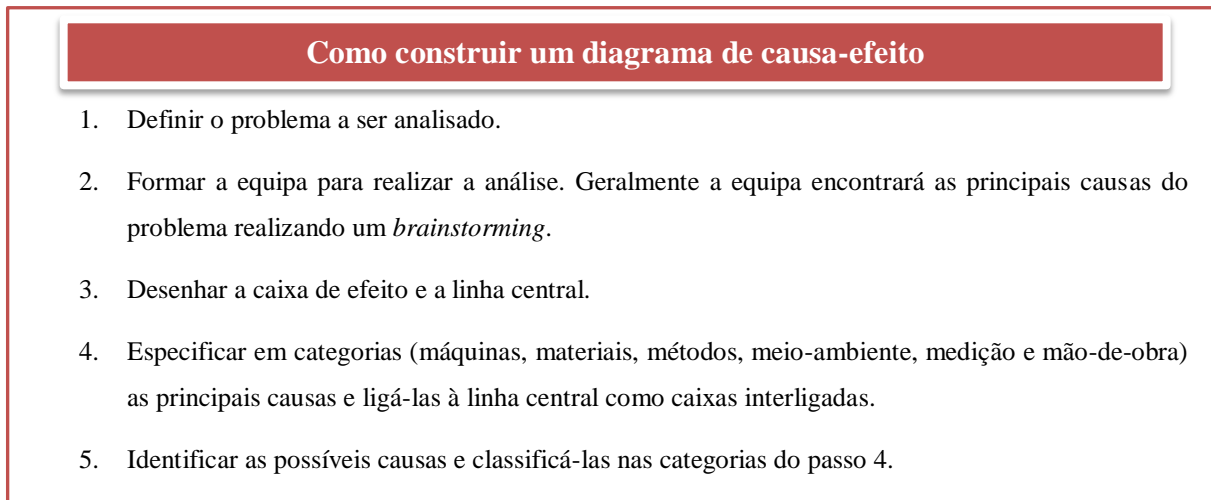 Como construir um diagrama de causa-efeito
1. Definir o problema a ser analisado.
2. Formar a equipa para realizar a análise. Geralmente a equipa encontrará as principais causas do
problema realizando um brainstorming.
3. Desenhar a caixa de efeito e a linha central.
4. Especificar em categorias (máquinas, materiais, métodos, meio-ambiente, medição e mão-de-obra)
as principais causas e ligá-las à linha central como caixas interligadas.
5. Identificar as possíveis causas e classificá-las nas categorias do passo 4.